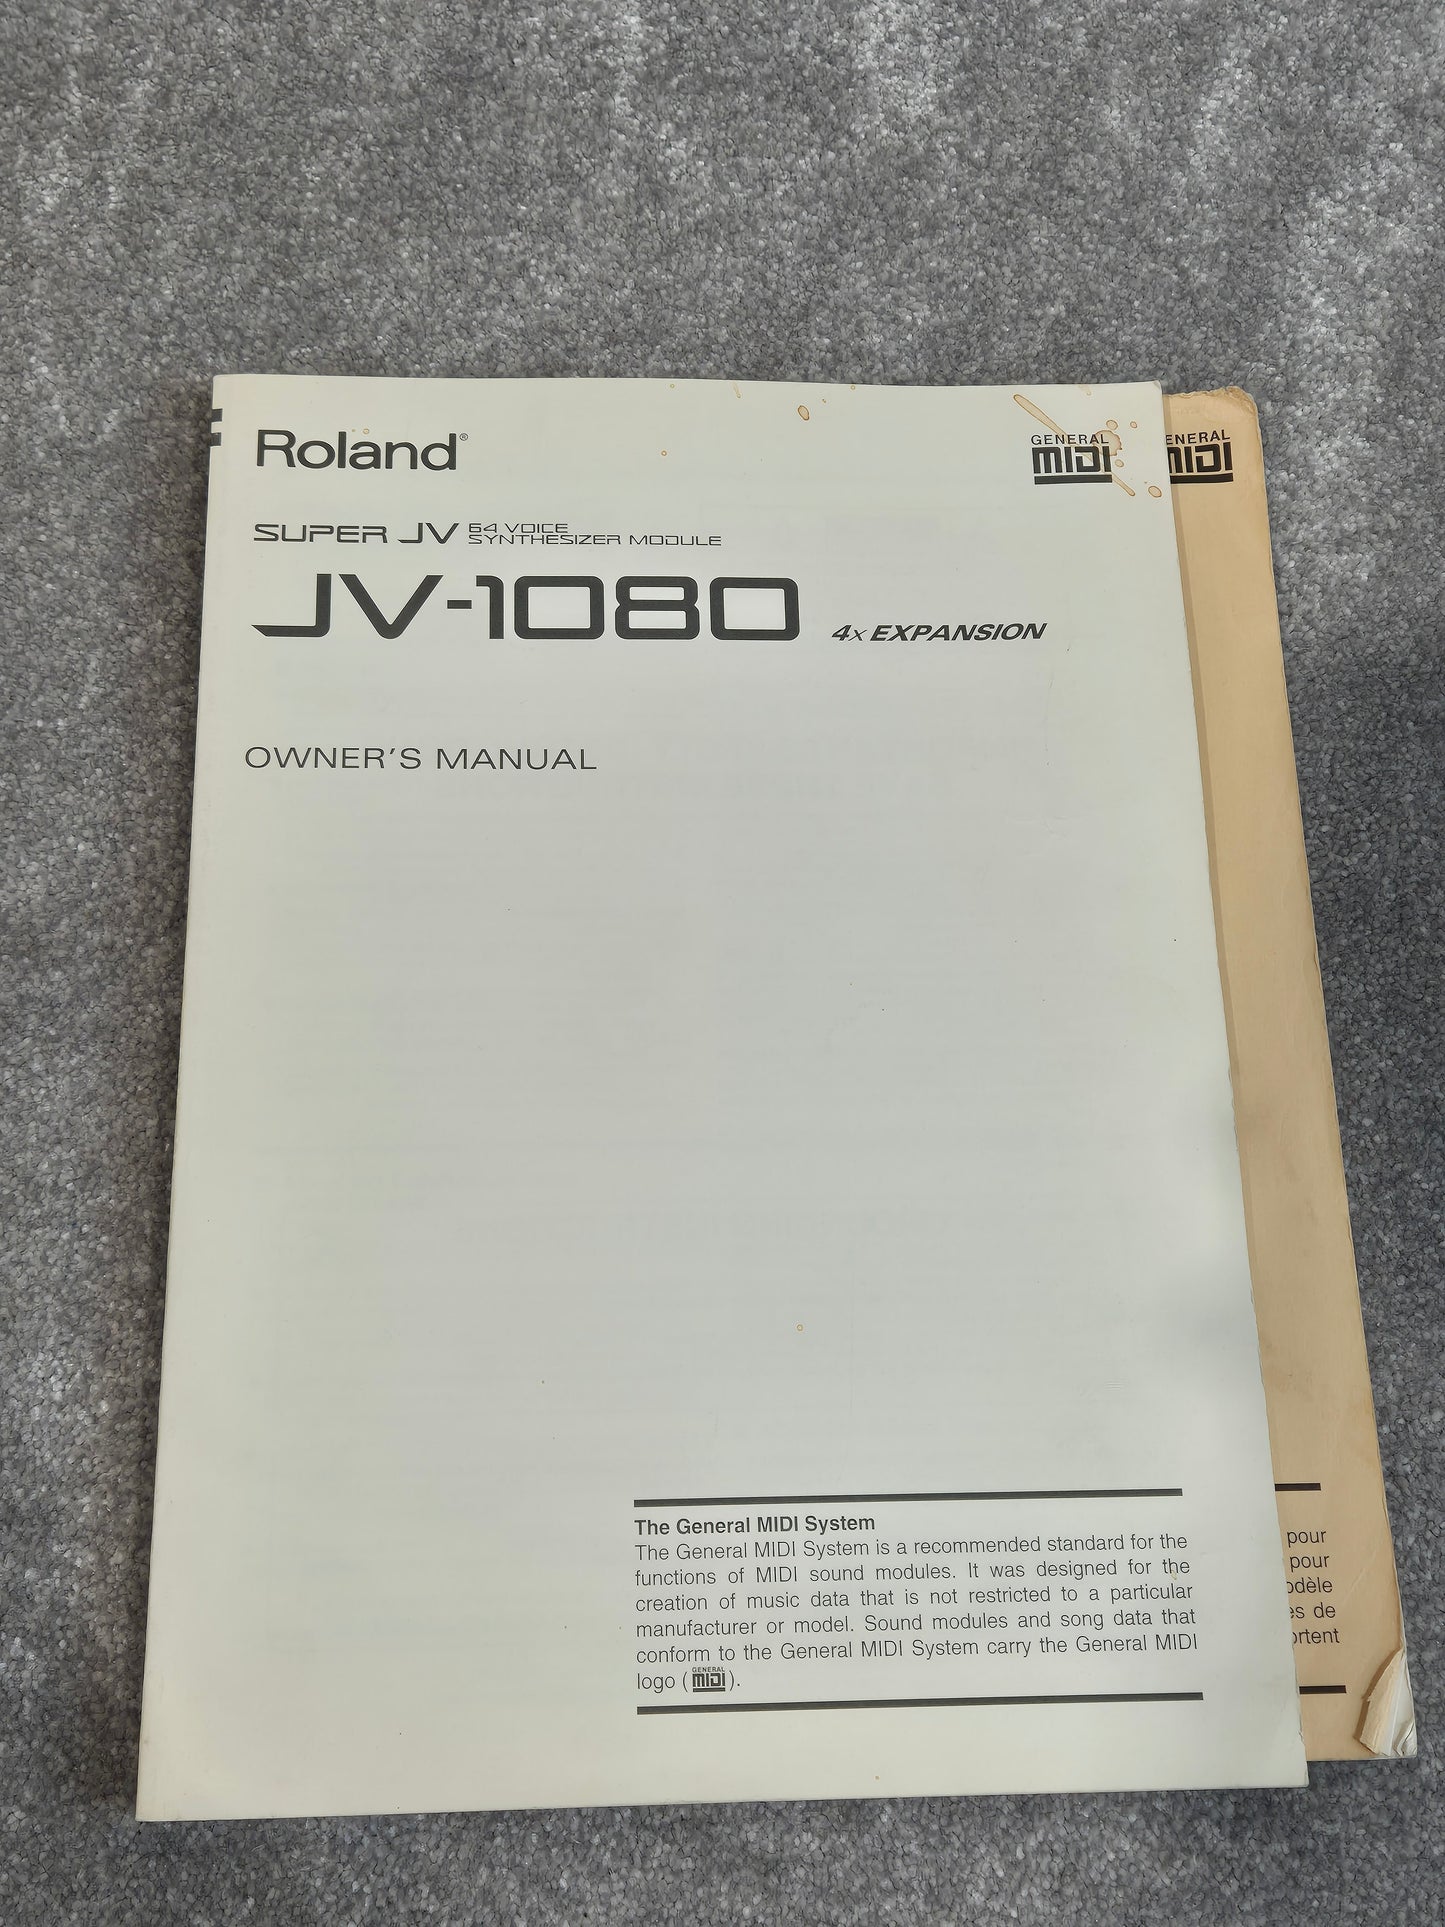 Roland®
GENERAL
MIDI
MIDI
SUPER JV 64 VOICE
SYNTHESIZER MODULE
JV-1080 4x EXPANSION
OWNER'S MANUAL
The General MIDI System
The General MIDI System is a recommended standard for the
functions of MIDI sound modules. It was designed for the
creation of music data that is not restricted to a particular
manufacturer or model. Sound modules and song data that
conform to the General MIDI System carry the General MIDI
logo (GENERAL MIDI).
pour
pour